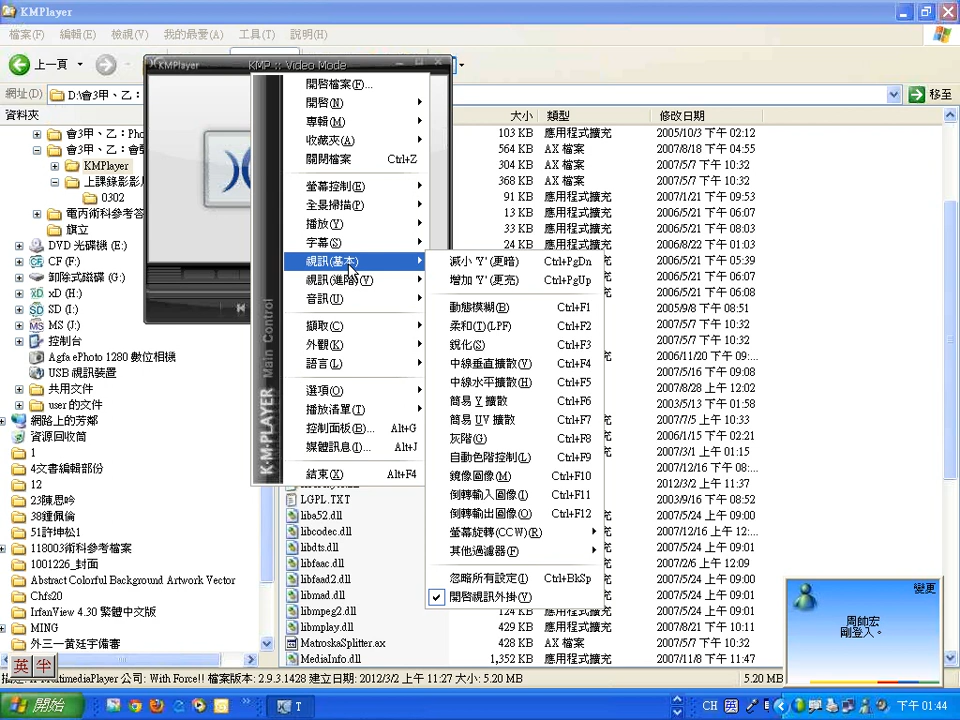 KMPlayer
檔案(F) 編輯(E) 檢視(V) 我的最愛(A) 工具(T) 說明(H)
上一頁
KMPlayer KMP :: Video Mode
網址(D) D:\會3甲、乙： 移至
資料夾
大小 類型 修改日期
會3甲、乙：Pho
KMPlayer
上課錄影影
0302
電丙術科參考答
旗立
DVD 光碟機 (E:)
CF (F:)
卸除式磁碟 (G:)
xD (H:)
SD (I:)
MS (J:)
控制台
Agfa ePhoto 1280 數位相機
USB 視訊裝置
共用文件
user 的文件
網路上的芳鄰
資源回收筒
1
4文書編輯部份
12
23陳思吟
38鍾佩倫
51許坤松1
118003術科參考檔案
1001226_封面
Abstract Colorful Background Artwork Vector
Chfs20
IrfanView 4.30 繁體中文版
MING
外三一黃廷宇備審
開啓檔案(F)...
開啓(N)
專輯(M)
收藏夾(A)
關閉檔案 Ctrl+Z
螢幕控制(E)
全景掃描(P)
播放(Y)
字幕(S)
視訊(基本)
視訊(進階)(V)
音訊(U)
擷取(C)
外觀(K)
語言(L)
選項(O)
播放清單(T)
控制面板(B)... Alt+G
媒體訊息(I)... Alt+J
結束(X) Alt+F4
K·M·PLAYER Main Control
減小 'Y' (更暗) Ctrl+PgDn
增加 'Y' (更亮) Ctrl+PgUp
動態模糊(B) Ctrl+F1
柔和(T)(LPF) Ctrl+F2
銳化(S) Ctrl+F3
中線垂直擴散(V) Ctrl+F4
中線水平擴散(H) Ctrl+F5
簡易 Y 擴散 Ctrl+F6
簡易 UV 擴散 Ctrl+F7
灰階(G) Ctrl+F8
自動色階控制(L) Ctrl+F9
鏡像圖像(M) Ctrl+F10
倒轉輸入圖像(I) Ctrl+F11
倒轉輸出圖像(O) Ctrl+F12
螢幕旋轉(CCW)(R)
其他過濾器(F)
忽略所有設定(I) Ctrl+BkSp
開啓視訊外掛(V)
103 KB 應用程式擴充 2005/10/3 下午 02:12
564 KB AX 檔案 2007/8/18 下午 04:55
304 KB AX 檔案 2007/5/7 下午 10:32
368 KB AX 檔案 2007/5/7 下午 10:32
91 KB 應用程式擴充 2007/1/21 下午 09:53
13 KB 應用程式擴充 2006/5/21 下午 06:07
33 KB 應用程式擴充 2006/5/21 下午 08:03
24 KB 應用程式擴充 2006/8/22 下午 01:03
充 2006/5/21 下午 05:39
充 2006/5/21 下午 06:07
充 2006/5/21 下午 06:08
2005/9/8 下午 08:51
2007/5/7 下午 10:32
2007/5/7 下午 10:32
2006/11/20 下午 09:...
2007/5/16 下午 09:08
2007/8/28 上午 12:02
2003/5/13 上午 01:58
充 2007/7/5 上午 10:33
2006/1/15 下午 02:21
2007/3/1 上午 01:15
2007/12/16 下午 08:...
2012/3/2 上午 11:37
2003/9/16 上午 08:52
LGPL.TXT
liba52.dll 充 2007/5/24 上午 09:00
libcodec.dll 充 2007/12/16 上午 12:...
libdts.dll 充 2007/5/24 上午 09:01
libfaac.dll 2007/2/6 上午 12:09
libfaad2.dll 充 2007/5/24 上午 09:00
libmad.dll 充 2007/5/24 上午 09:01
libmpeg2.dll 124 KB 應用程式擴充 2007/5/24 上午 09:01
libmplay.dll 429 KB 應用程式擴充 2007/8/21 下午 10:11
MatroskaSplitter.ax 428 KB AX 檔案 2007/5/7 下午 10:32
MediaInfo.dll 1,352 KB 應用程式擴充 2007/11/8 下午 11:47
變更
周帥宏
剛登入。
英 半
MultimediaPlayer 公司: With Force!! 檔案版本: 2.9.3.1428 建立日期: 2012/3/2 上午 11:27 大小: 5.20 MB 5.20 MB
開始 T CH 英 下午 01:44